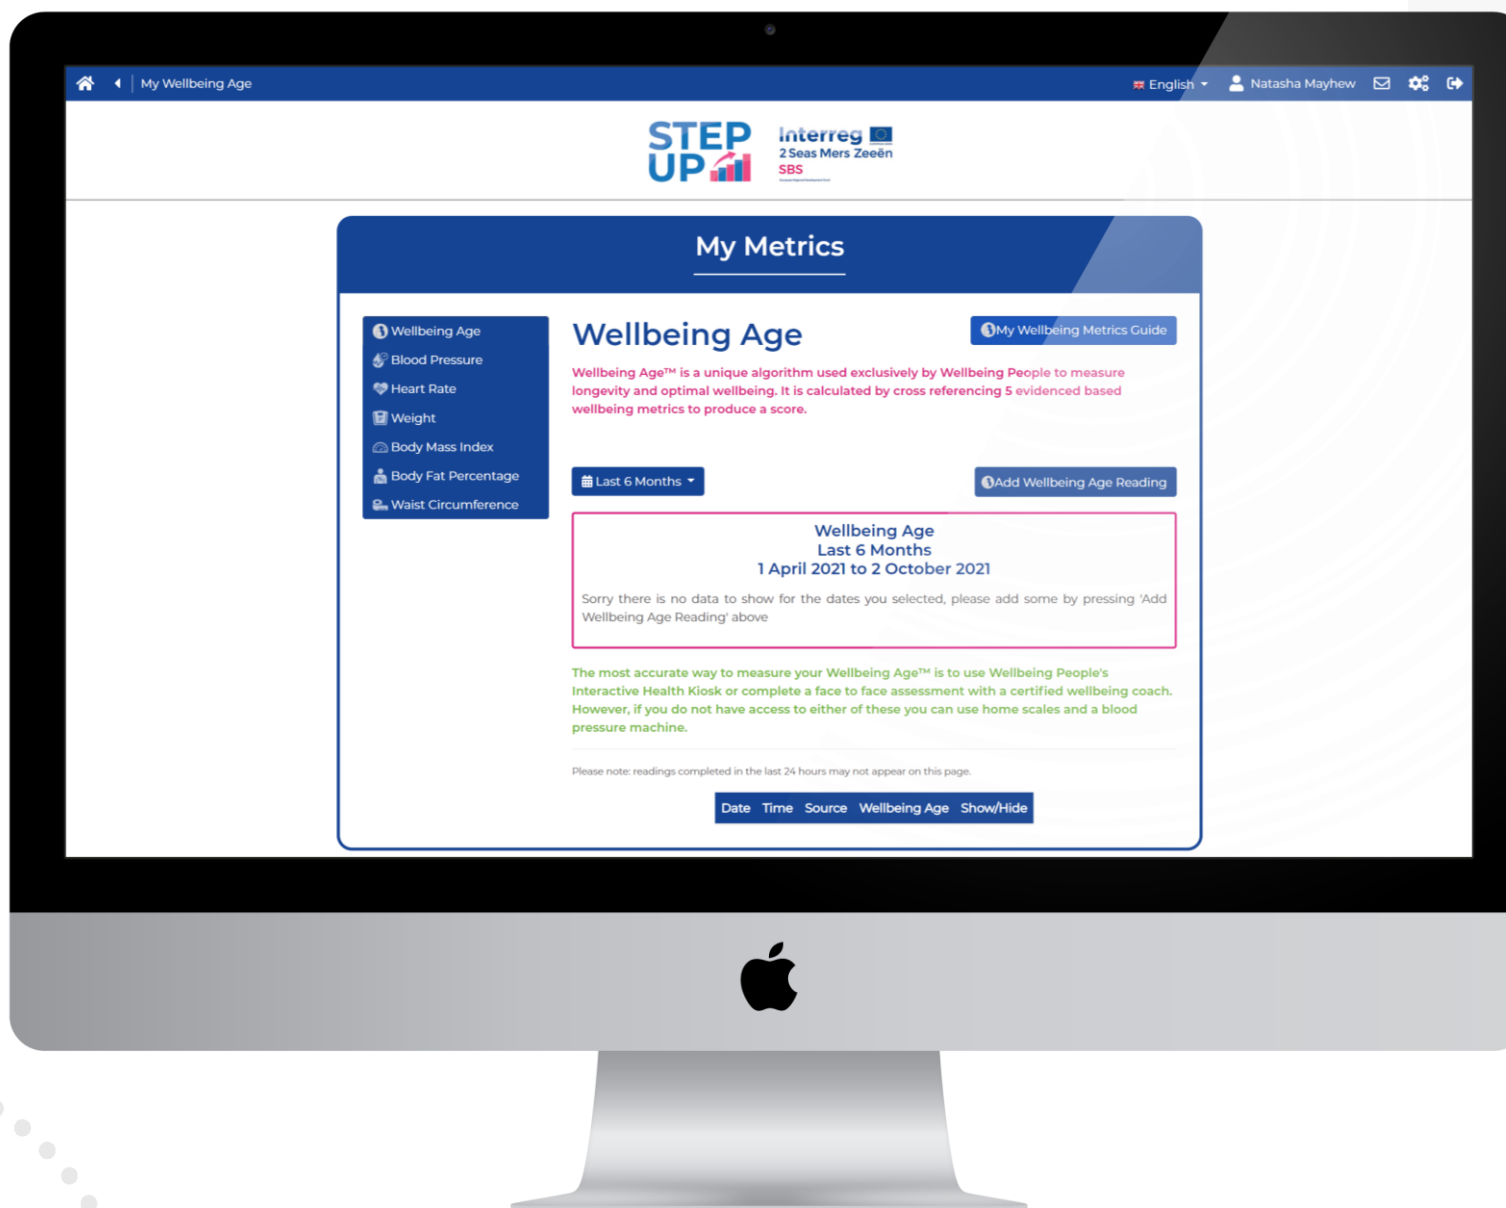 My Wellbeing Age
English
Natasha Mayhew
STEP
UP
Interreg
2 Seas Mers Zeeën
SBS
My Metrics
Wellbeing Age
Blood Pressure
Heart Rate
Weight
Body Mass Index
Body Fat Percentage
Waist Circumference
Wellbeing Age
My Wellbeing Metrics Guide
Wellbeing Age™ is a unique algorithm used exclusively by Wellbeing People to measure
longevity and optimal wellbeing. It is calculated by cross referencing 5 evidenced based
wellbeing metrics to produce a score.
Last 6 Months
Add Wellbeing Age Reading
Wellbeing Age
Last 6 Months
1 April 2021 to 2 October 2021
Sorry there is no data to show for the dates you selected, please add some by pressing 'Add
Wellbeing Age Reading' above
The most accurate way to measure your Wellbeing Age™ is to use Wellbeing People's
Interactive Health Kiosk or complete a face to face assessment with a certified wellbeing coach.
However, if you do not have access to either of these you can use home scales and a blood
pressure machine.
Please note: readings completed in the last 24 hours may not appear on this page.
Date Time Source Wellbeing Age Show/Hide